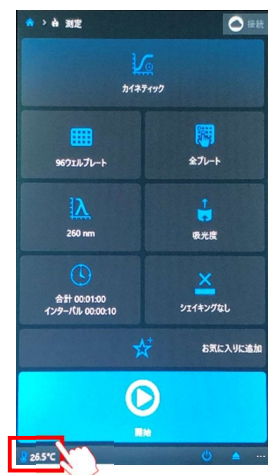 > 測定
接続
カイネティック
96ウェルプレート
全プレート
260 nm
吸光度
合計 00:01:00
インターバル 00:00:10
シェイキングなし
お気に入りに追加
開始
26.5°C